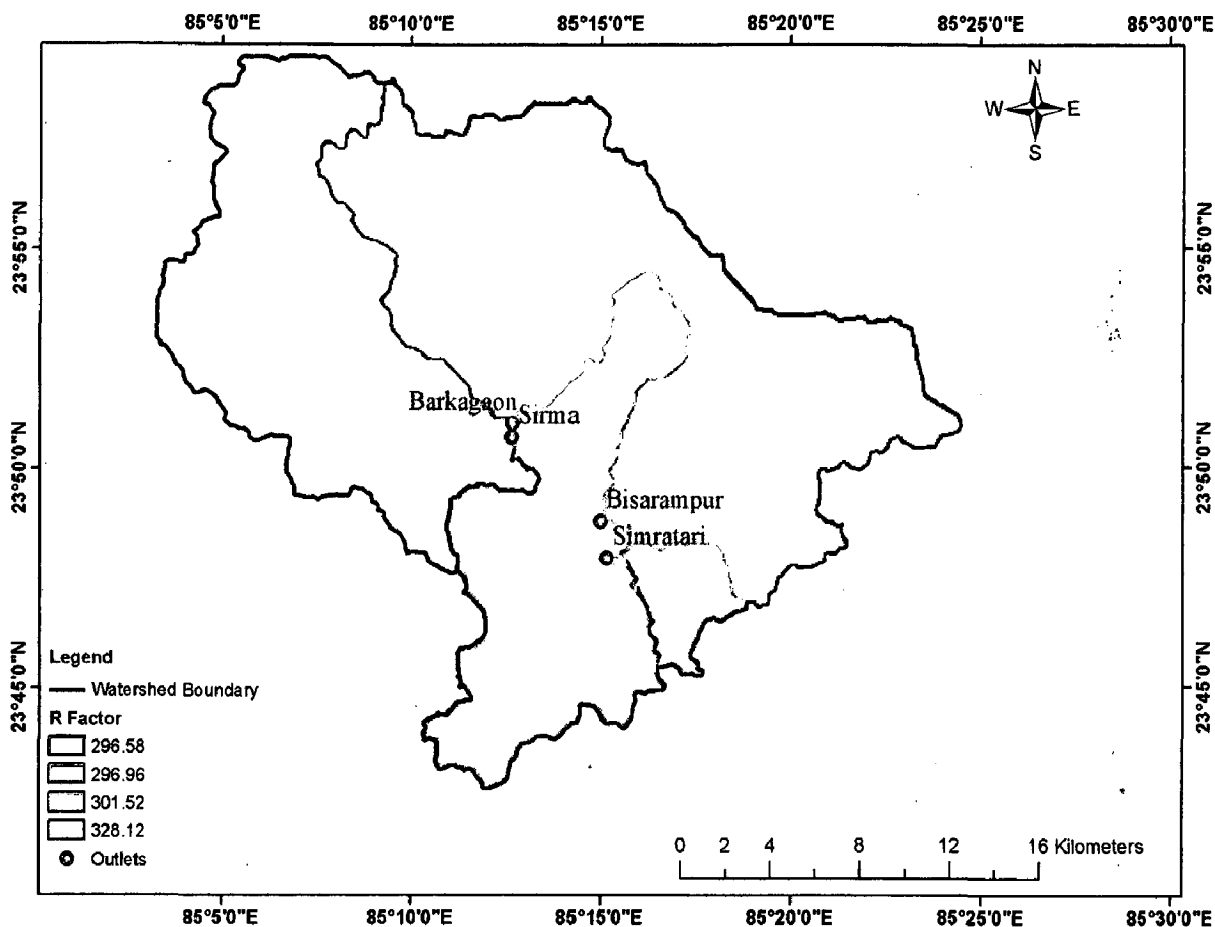 85°5'0"E 85°10'0"E 85°15'0"E 85°20'0"E 85°25'0"E 85°30'0"E
N
W E
S
23°55'0"N 23°55'0"N
Barkagaon Sirma
23°50'0"N 23°50'0"N
Bisarampur
Simratari
23°45'0"N 23°45'0"N
Legend
Watershed Boundary
R Factor
296.58
296.96
301.52
328.12
Outlets
0 2 4 8 12 16 Kilometers
85°5'0"E 85°10'0"E 85°15'0"E 85°20'0"E 85°25'0"E 85°30'0"E